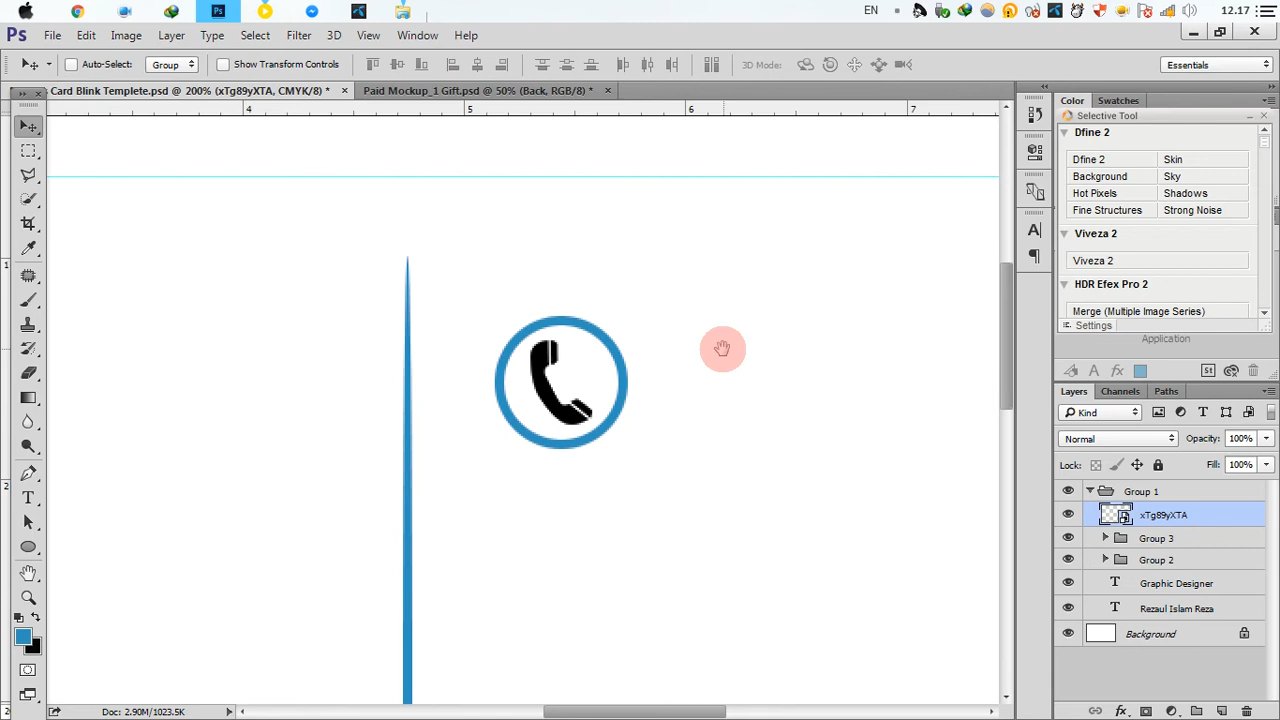 EN
12.17
Ps
File Edit Image Layer Type Select Filter 3D View Window Help
Auto-Select: Group Show Transform Controls 3D Mode: Essentials
Card Blink Templete.psd @ 200% (xTg89yXTA, CMYK/8) * × Paid Mockup_1 Gift.psd @ 50% (Back, RGB/8) * ×
4 5 6 7
1
2
Color Swatches
Selective Tool
Dfine 2
Dfine 2 Skin
Background Sky
Hot Pixels Shadows
Fine Structures Strong Noise
Viveza 2
Viveza 2
HDR Efex Pro 2
Merge (Multiple Image Series)
Settings
Application
Layers Channels Paths
Kind
Normal Opacity: 100%
Lock: Fill: 100%
Group 1
xTg89yXTA
Group 3
Group 2
T Graphic Designer
T Rezaul Islam Reza
Background
Doc: 2.90M/1023.5K
fx